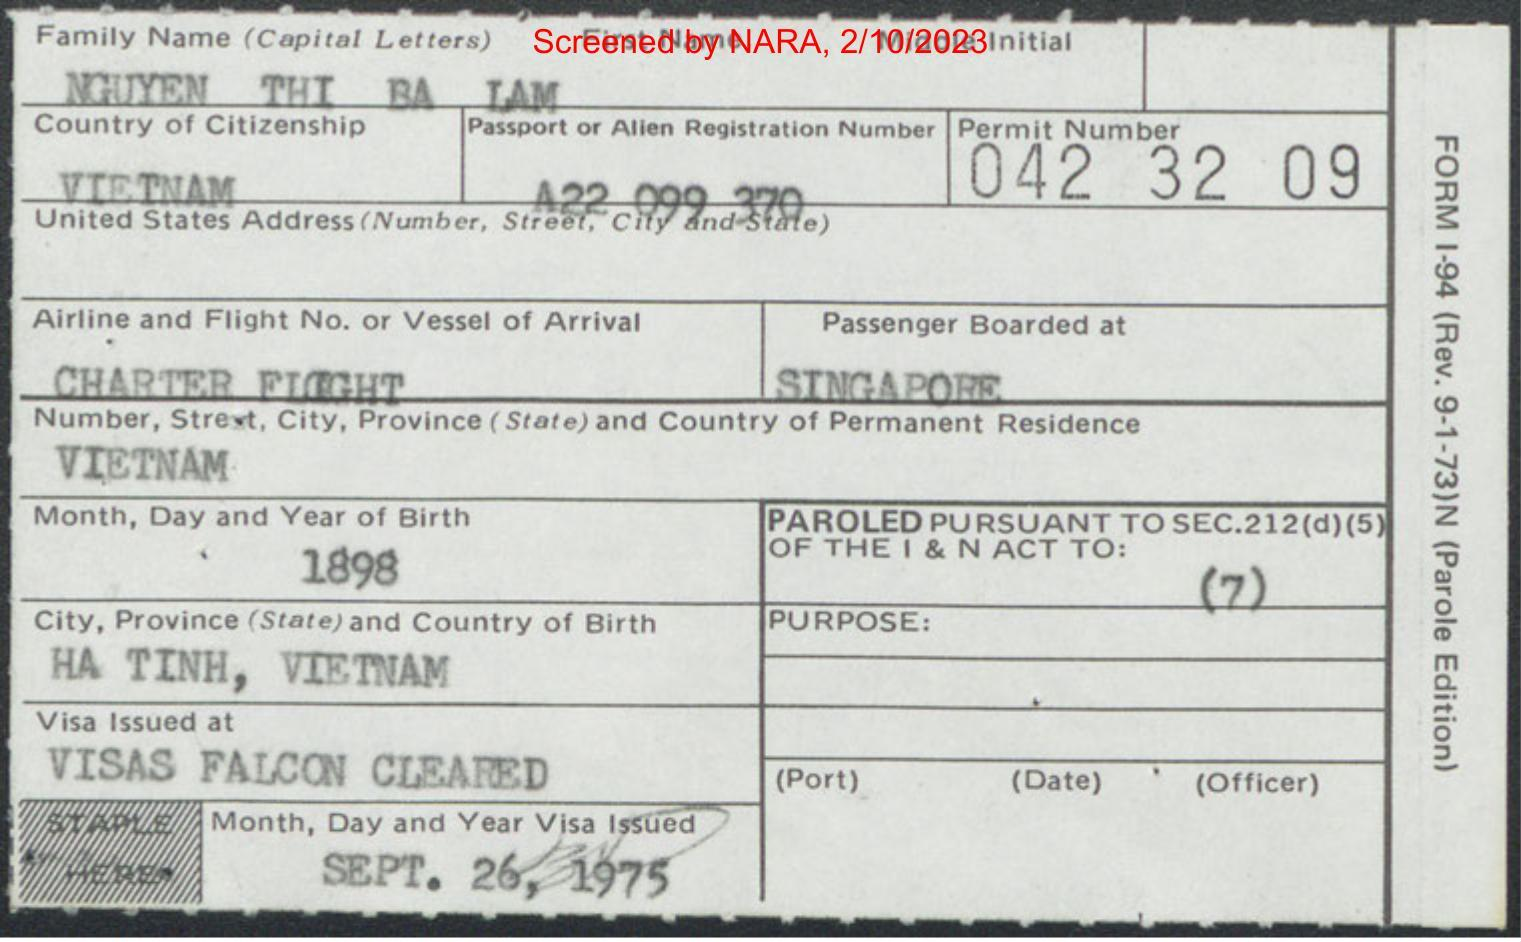 Screened by NARA, 2/10/2023
Family Name (Capital Letters) First Name Middle Initial
NGUYEN THI BA LAM
Country of Citizenship Passport or Alien Registration Number Permit Number
VIETNAM A22 099 370 042 32 09
United States Address (Number, Street, City and State)
Airline and Flight No. or Vessel of Arrival Passenger Boarded at
CHARTER FLIGHT SINGAPORE
Number, Street, City, Province (State) and Country of Permanent Residence
VIETNAM
Month, Day and Year of Birth
1898
PAROLED PURSUANT TO SEC.212(d)(5)
OF THE I & N ACT TO:
(7)
City, Province (State) and Country of Birth
HA TINH, VIETNAM
PURPOSE:
Visa Issued at
VISAS FALCON CLEARED
(Port) (Date) (Officer)
STAPLE
HERE
Month, Day and Year Visa Issued
SEPT. 26, 1975
FORM I-94 (Rev. 9-1-73)N (Parole Edition)